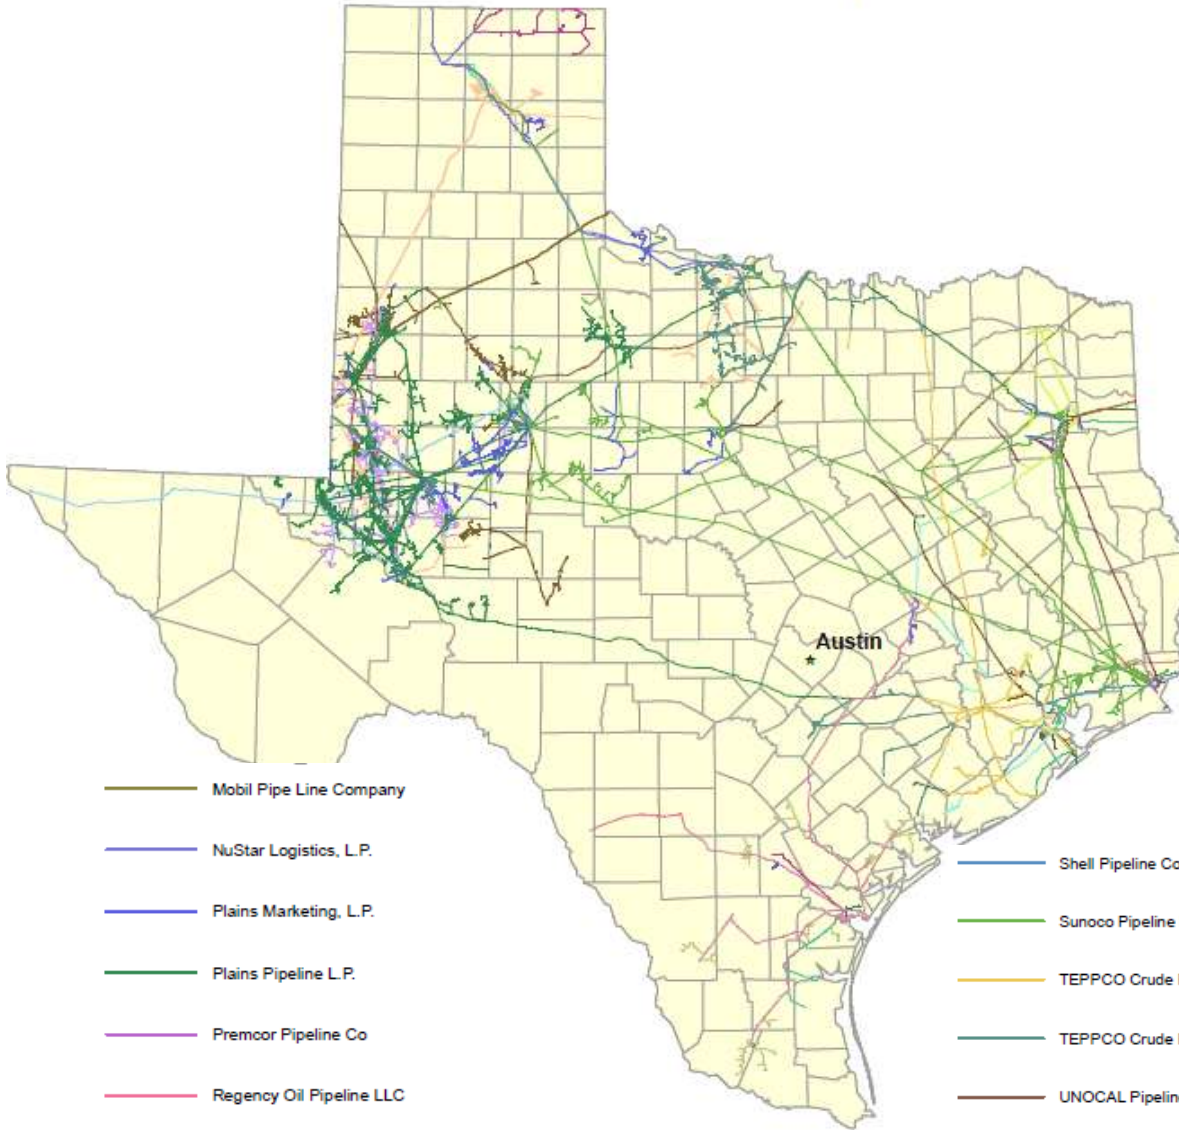 Austin
Mobil Pipe Line Company
NuStar Logistics, L.P.
Plains Marketing, L.P.
Plains Pipeline L.P.
Premcor Pipeline Co
Regency Oil Pipeline LLC
Shell Pipeline Co
Sunoco Pipeline
TEPPCO Crude
TEPPCO Crude
UNOCAL Pipelin